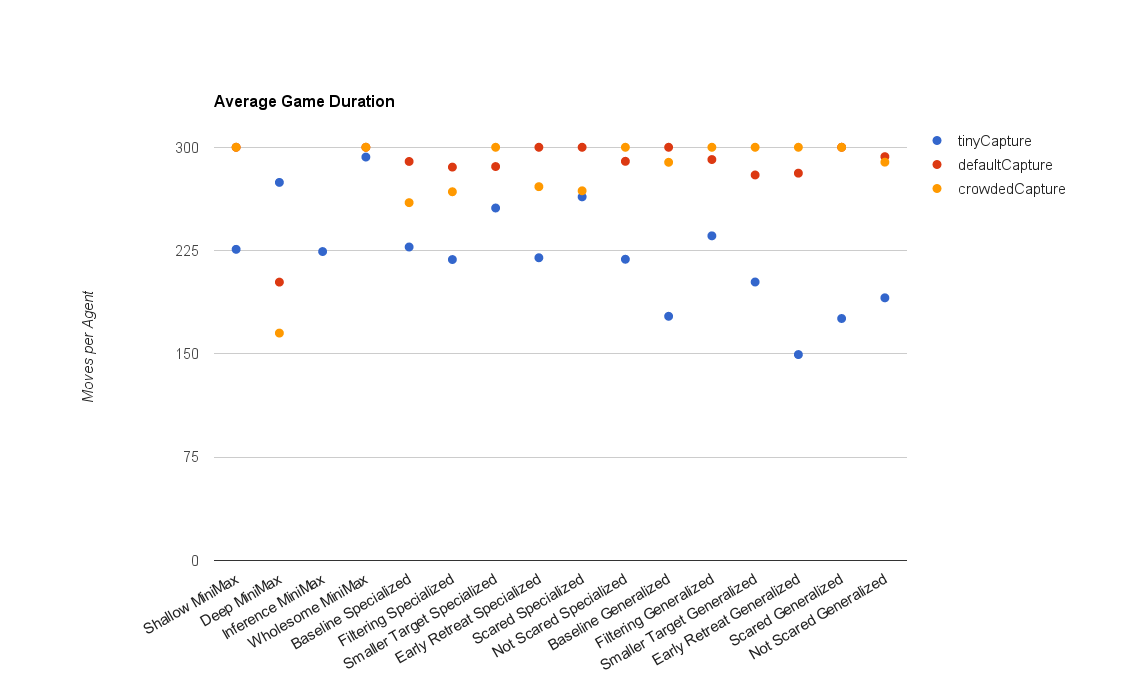 Average Game Duration
300
225
150
75
0
Moves per Agent
tinyCapture
defaultCapture
crowdedCapture
Shallow MiniMax
Deep MiniMax
Inference MiniMax
Wholesome MiniMax
Baseline Specialized
Filtering Specialized
Smaller Target Specialized
Early Retreat Specialized
Scared Specialized
Not Scared Specialized
Baseline Generalized
Filtering Generalized
Smaller Target Generalized
Early Retreat Generalized
Scared Generalized
Not Scared Generalized